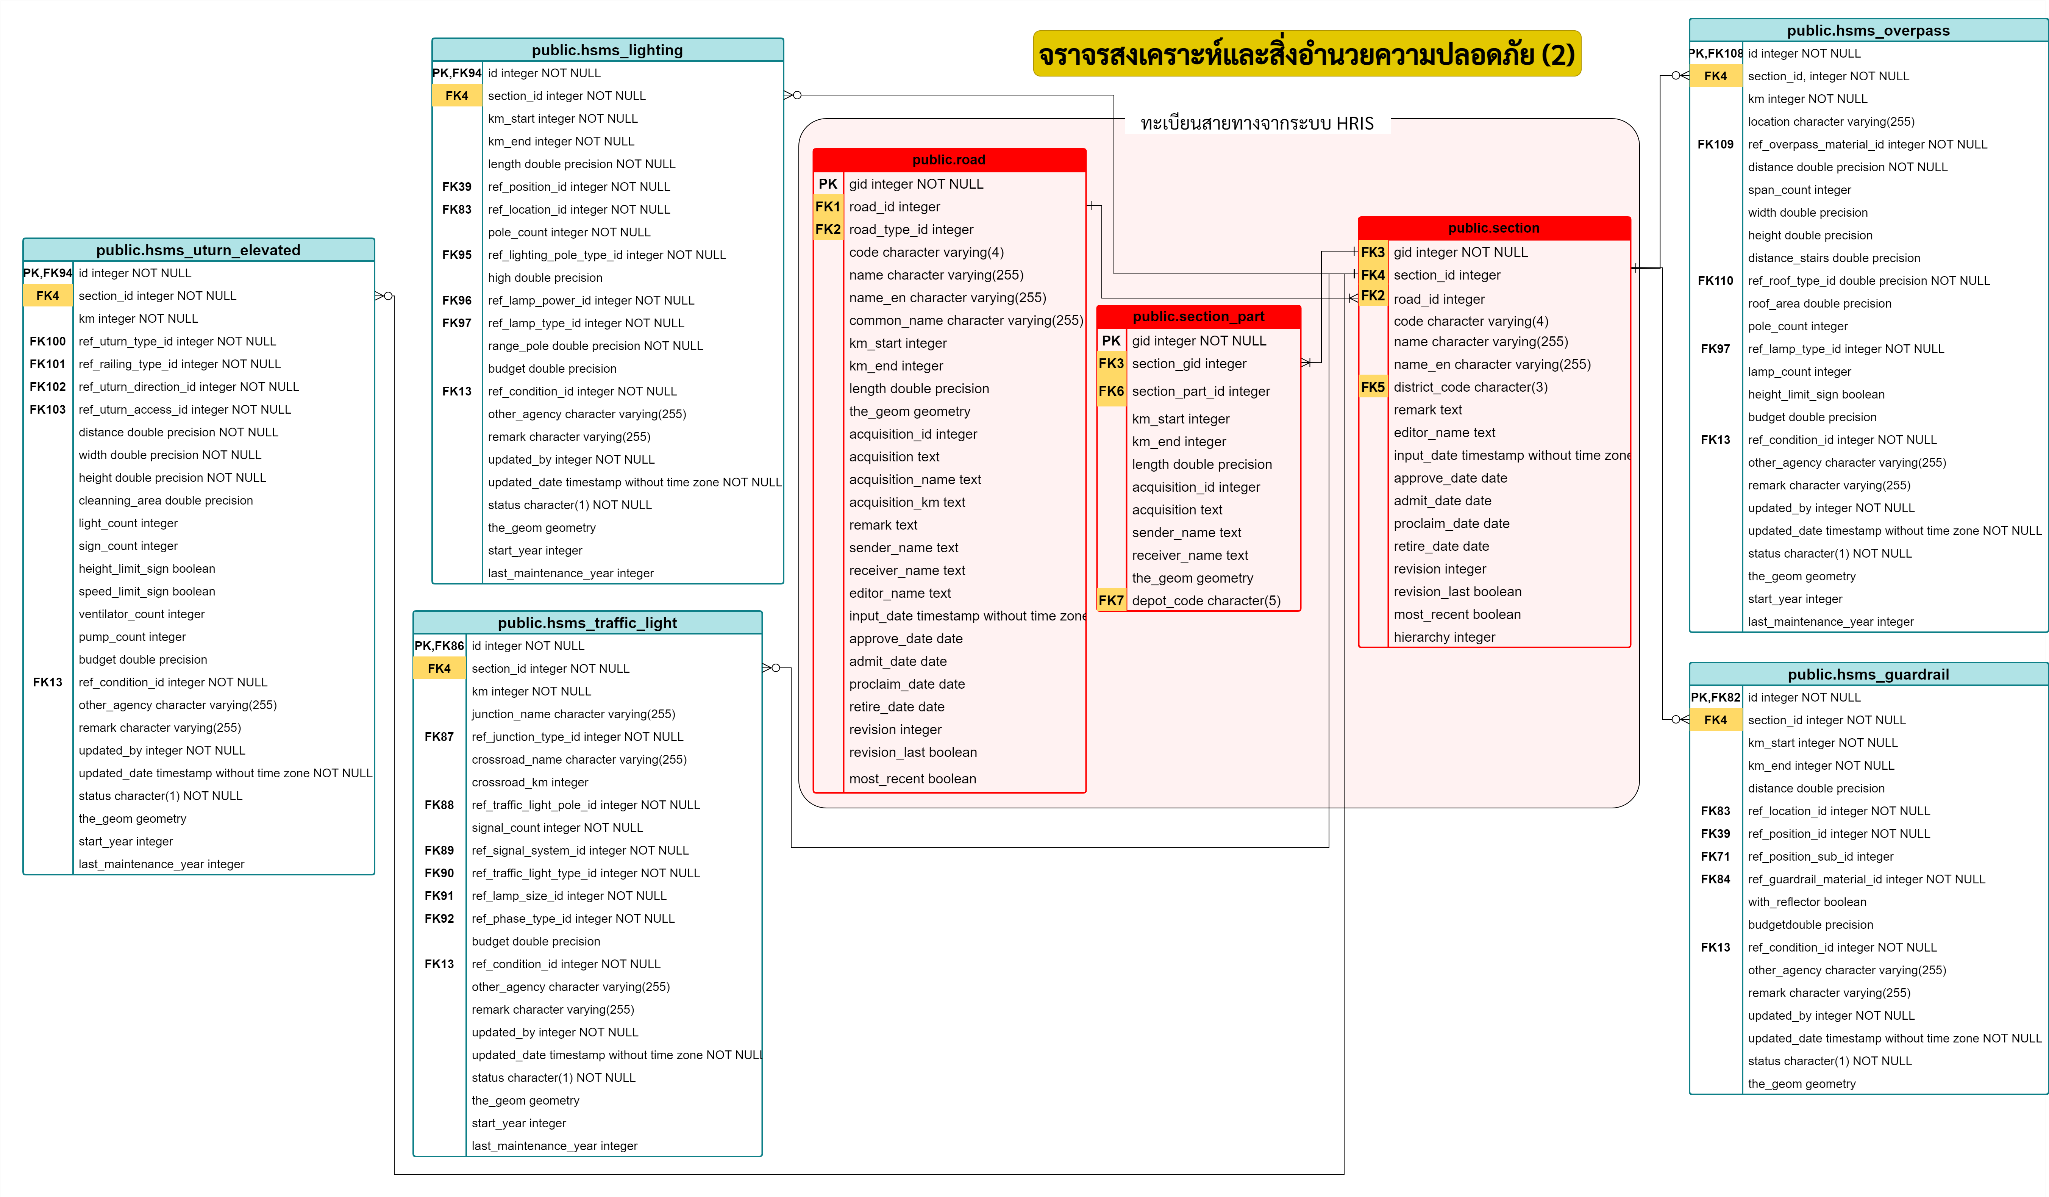 จราจรสงเคราะห์และสิ่งอำนวยความปลอดภัย (2)
ทะเบียนสายทางจากระบบ HRIS
public.hsms_uturn_elevated
PK,FK94 id integer NOT NULL
FK4 section_id integer NOT NULL
km integer NOT NULL
FK100 ref_uturn_type_id integer NOT NULL
FK101 ref_railing_type_id integer NOT NULL
FK102 ref_uturn_direction_id integer NOT NULL
FK103 ref_uturn_access_id integer NOT NULL
distance double precision NOT NULL
width double precision NOT NULL
height double precision NOT NULL
cleanning_area double precision
light_count integer
sign_count integer
height_limit_sign boolean
speed_limit_sign boolean
ventilator_count integer
pump_count integer
budget double precision
FK13 ref_condition_id integer NOT NULL
other_agency character varying(255)
remark character varying(255)
updated_by integer NOT NULL
updated_date timestamp without time zone NOT NULL
status character(1) NOT NULL
the_geom geometry
start_year integer
last_maintenance_year integer
public.hsms_lighting
PK,FK94 id integer NOT NULL
FK4 section_id integer NOT NULL
km_start integer NOT NULL
km_end integer NOT NULL
length double precision NOT NULL
FK39 ref_position_id integer NOT NULL
FK83 ref_location_id integer NOT NULL
pole_count integer NOT NULL
FK95 ref_lighting_pole_type_id integer NOT NULL
high double precision
FK96 ref_lamp_power_id integer NOT NULL
FK97 ref_lamp_type_id integer NOT NULL
range_pole double precision NOT NULL
budget double precision
FK13 ref_condition_id integer NOT NULL
other_agency character varying(255)
remark character varying(255)
updated_by integer NOT NULL
updated_date timestamp without time zone NOT NULL
status character(1) NOT NULL
the_geom geometry
start_year integer
last_maintenance_year integer
public.hsms_traffic_light
PK,FK86 id integer NOT NULL
FK4 section_id integer NOT NULL
km integer NOT NULL
junction_name character varying(255)
FK87 ref_junction_type_id integer NOT NULL
crossroad_name character varying(255)
crossroad_km integer
FK88 ref_traffic_light_pole_id integer NOT NULL
signal_count integer NOT NULL
FK89 ref_signal_system_id integer NOT NULL
FK90 ref_traffic_light_type_id integer NOT NULL
FK91 ref_lamp_size_id integer NOT NULL
FK92 ref_phase_type_id integer NOT NULL
budget double precision
FK13 ref_condition_id integer NOT NULL
other_agency character varying(255)
remark character varying(255)
updated_by integer NOT NULL
updated_date timestamp without time zone NOT NULL
status character(1) NOT NULL
the_geom geometry
start_year integer
last_maintenance_year integer
public.road
PK gid integer NOT NULL
FK1 road_id integer
FK2 road_type_id integer
code character varying(4)
name character varying(255)
name_en character varying(255)
common_name character varying(255)
km_start integer
km_end integer
length double precision
the_geom geometry
acquisition_id integer
acquisition text
acquisition_name text
acquisition_km text
remark text
sender_name text
receiver_name text
editor_name text
input_date timestamp without time zone
approve_date date
admit_date date
proclaim_date date
retire_date date
revision integer
revision_last boolean
most_recent boolean
public.section_part
PK gid integer NOT NULL
FK3 section_gid integer
FK6 section_part_id integer
km_start integer
km_end integer
length double precision
acquisition_id integer
acquisition text
sender_name text
receiver_name text
the_geom geometry
FK7 depot_code character(5)
public.section
FK3 gid integer NOT NULL
FK4 section_id integer
FK2 road_id integer
code character varying(4)
name character varying(255)
name_en character varying(255)
FK5 district_code character(3)
remark text
editor_name text
input_date timestamp without time zone
approve_date date
admit_date date
proclaim_date date
retire_date date
revision integer
revision_last boolean
most_recent boolean
hierarchy integer
public.hsms_overpass
PK,FK108 id integer NOT NULL
FK4 section_id, integer NOT NULL
km integer NOT NULL
location character varying(255)
FK109 ref_overpass_material_id integer NOT NULL
distance double precision NOT NULL
span_count integer
width double precision
height double precision
distance_stairs double precision
FK110 ref_roof_type_id double precision NOT NULL
roof_area double precision
pole_count integer
FK97 ref_lamp_type_id integer NOT NULL
lamp_count integer
height_limit_sign boolean
budget double precision
FK13 ref_condition_id integer NOT NULL
other_agency character varying(255)
remark character varying(255)
updated_by integer NOT NULL
updated_date timestamp without time zone NOT NULL
status character(1) NOT NULL
the_geom geometry
start_year integer
last_maintenance_year integer
public.hsms_guardrail
PK,FK82 id integer NOT NULL
FK4 section_id integer NOT NULL
km_start integer NOT NULL
km_end integer NOT NULL
distance double precision
FK83 ref_location_id integer NOT NULL
FK39 ref_position_id integer NOT NULL
FK71 ref_position_sub_id integer
FK84 ref_guardrail_material_id integer NOT NULL
with_reflector boolean
budgetdouble precision
FK13 ref_condition_id integer NOT NULL
other_agency character varying(255)
remark character varying(255)
updated_by integer NOT NULL
updated_date timestamp without time zone NOT NULL
status character(1) NOT NULL
the_geom geometry